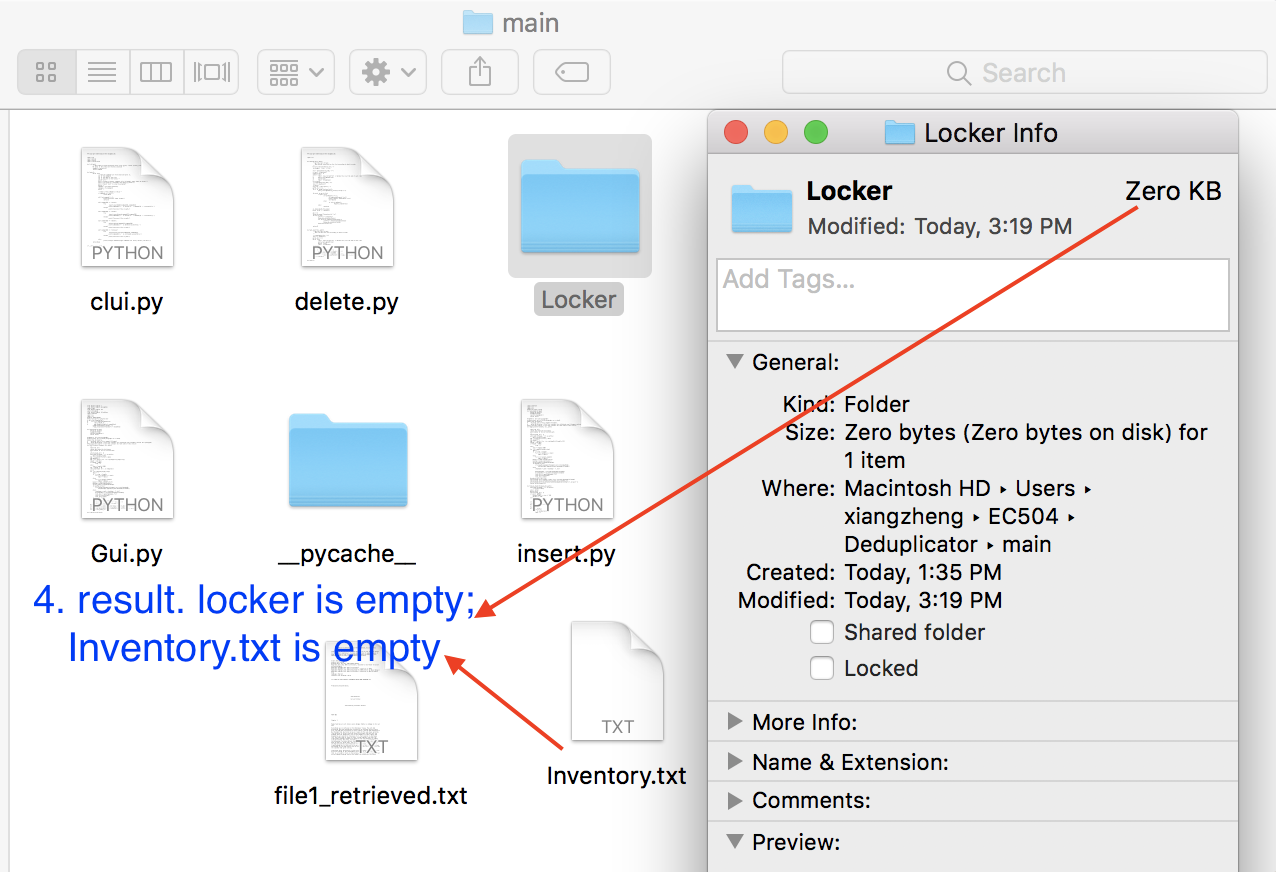 main
Search
PYTHON
clui.py
PYTHON
delete.py
Locker
PYTHON
Gui.py
__pycache__
PYTHON
insert.py
4. result. locker is empty;
Inventory.txt is empty
TXT
file1_retrieved.txt
TXT
Inventory.txt
Locker Info
Locker
Zero KB
Modified: Today, 3:19 PM
Add Tags...
General:
Kind: Folder
Size: Zero bytes (Zero bytes on disk) for
1 item
Where: Macintosh HD ▸ Users ▸
xiangzheng ▸ EC504 ▸
Deduplicator ▸ main
Created: Today, 1:35 PM
Modified: Today, 3:19 PM
Shared folder
Locked
More Info:
Name & Extension:
Comments:
Preview: